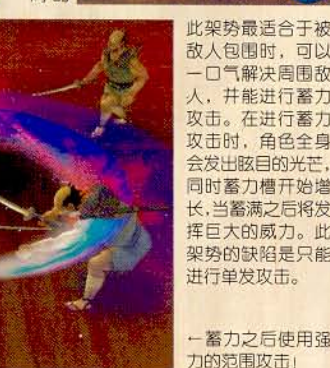 此架势最适合于被
敌人包围时，可以
一口气解决周围敌
人，并能进行蓄力
攻击。在进行蓄力
攻击时，角色全身
会发出眩目的光芒，
同时蓄力槽开始增
长，当蓄满之后将发
挥巨大的威力。此
架势的缺陷是只能
进行单发攻击。
←蓄力之后使用强
力的范围攻击！